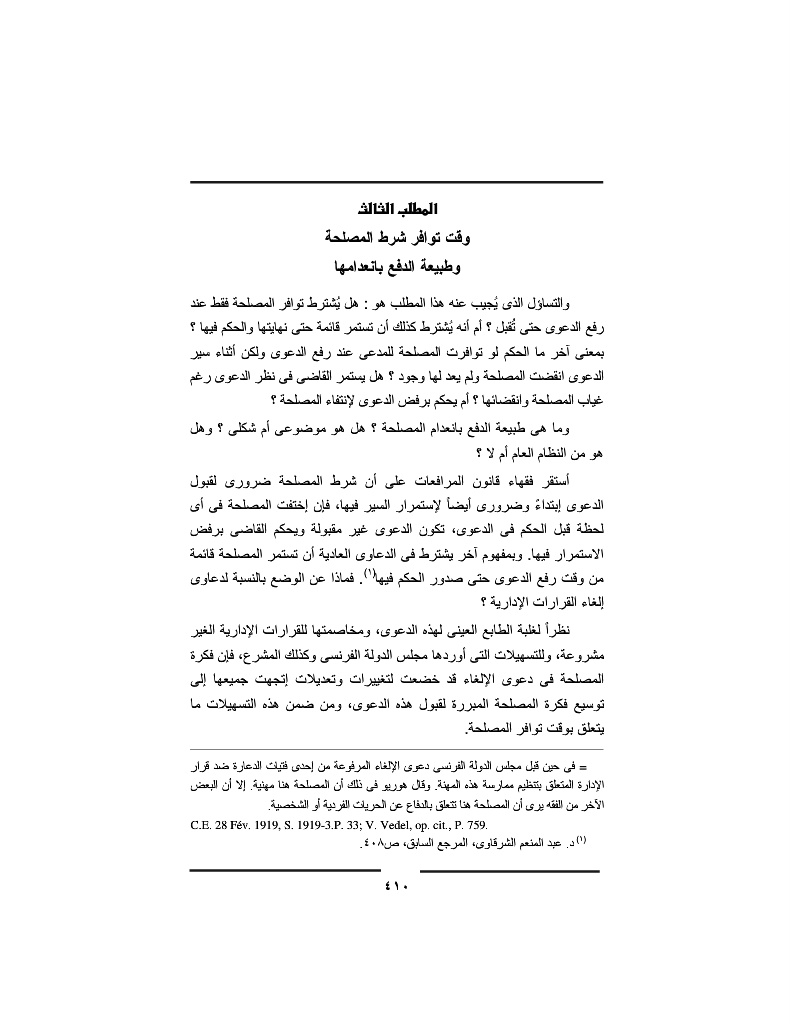 المطلب الثالث
وقت توافر شرط المصلحة
وطبيعة الدفع بانعدامها
والتساؤل الذى يُجيب عنه هذا المطلب هو : هل يُشترط توافر المصلحة فقط عند
رفع الدعوى حتى تُقبل ؟ أم أنه يُشترط كذلك أن تستمر قائمة حتى نهايتها والحكم فيها ؟
بمعنى آخر ما الحكم لو توافرت المصلحة للمدعى عند رفع الدعوى ولكن أثناء سير
الدعوى انقضت المصلحة ولم يعد لها وجود ؟ هل يستمر القاضى فى نظر الدعوى رغم
غياب المصلحة وانقضائها ؟ أم يحكم برفض الدعوى لإنتفاء المصلحة ؟
وما هى طبيعة الدفع بانعدام المصلحة ؟ هل هو موضوعى أم شكلى ؟ وهل
هو من النظام العام أم لا ؟
أستقر فقهاء قانون المرافعات على أن شرط المصلحة ضرورى لقبول
الدعوى إبتداءً وضرورى أيضاً لإستمرار السير فيها، فإن إختفت المصلحة فى أى
لحظة قبل الحكم فى الدعوى، تكون الدعوى غير مقبولة ويحكم القاضى برفض
الاستمرار فيها. وبمفهوم آخر يشترط فى الدعاوى العادية أن تستمر المصلحة قائمة
من وقت رفع الدعوى حتى صدور الحكم فيها(١). فماذا عن الوضع بالنسبة لدعاوى
إلغاء القرارات الإدارية ؟
نظراً لغلبة الطابع العينى لهذه الدعوى، ومخاصمتها للقرارات الإدارية الغير
مشروعة، وللتسهيلات التى أوردها مجلس الدولة الفرنسى وكذلك المشرع، فإن فكرة
المصلحة فى دعوى الإلغاء قد خضعت لتغييرات وتعديلات إتجهت جميعها إلى
توسيع فكرة المصلحة المبررة لقبول هذه الدعوى، ومن ضمن هذه التسهيلات ما
يتعلق بوقت توافر المصلحة.
= فى حين قبل مجلس الدولة الفرنسى دعوى الإلغاء المرفوعة من إحدى فتيات الدعارة ضد قرار
الإدارة المتعلق بتنظيم ممارسة هذه المهنة. وقال هوريو فى ذلك أن المصلحة هنا مهنية. إلا أن البعض
الآخر من الفقه يرى أن المصلحة هنا تتعلق بالدفاع عن الحريات الفردية أو الشخصية.
C.E. 28 Fév. 1919, S. 1919-3.P. 33; V. Vedel, op. cit., P. 759.
(١) د. عبد المنعم الشرقاوى، المرجع السابق، ص٤٠٨.
٤١٠